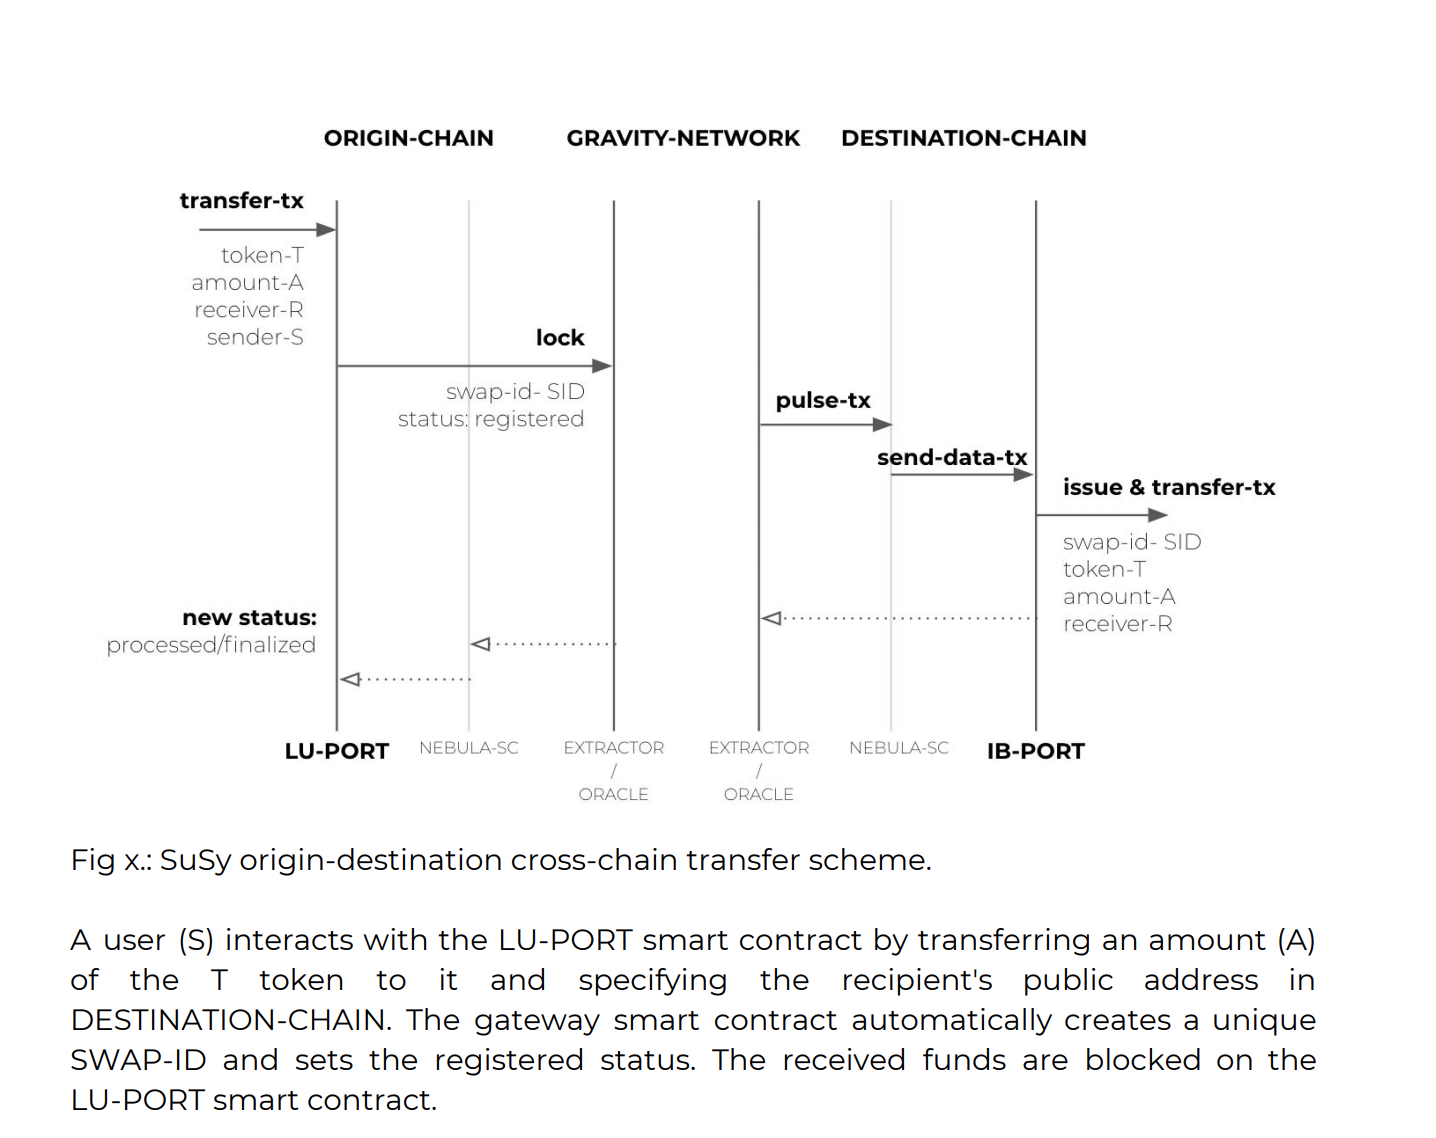 ORIGIN-CHAIN GRAVITY-NETWORK DESTINATION-CHAIN
transfer-tx
token-T
amount-A
receiver-R
sender-S
lock
swap-id- SID
status: registered
pulse-tx
send-data-tx
issue & transfer-tx
swap-id- SID
token-T
amount-A
receiver-R
new status:
processed/finalized
LU-PORT NEBULA-SC EXTRACTOR EXTRACTOR NEBULA-SC IB-PORT
/ /
ORACLE ORACLE
Fig x.: SuSy origin-destination cross-chain transfer scheme.
A user (S) interacts with the LU-PORT smart contract by transferring an amount (A)
of the T token to it and specifying the recipient's public address in
DESTINATION-CHAIN. The gateway smart contract automatically creates a unique
SWAP-ID and sets the registered status. The received funds are blocked on the
LU-PORT smart contract.